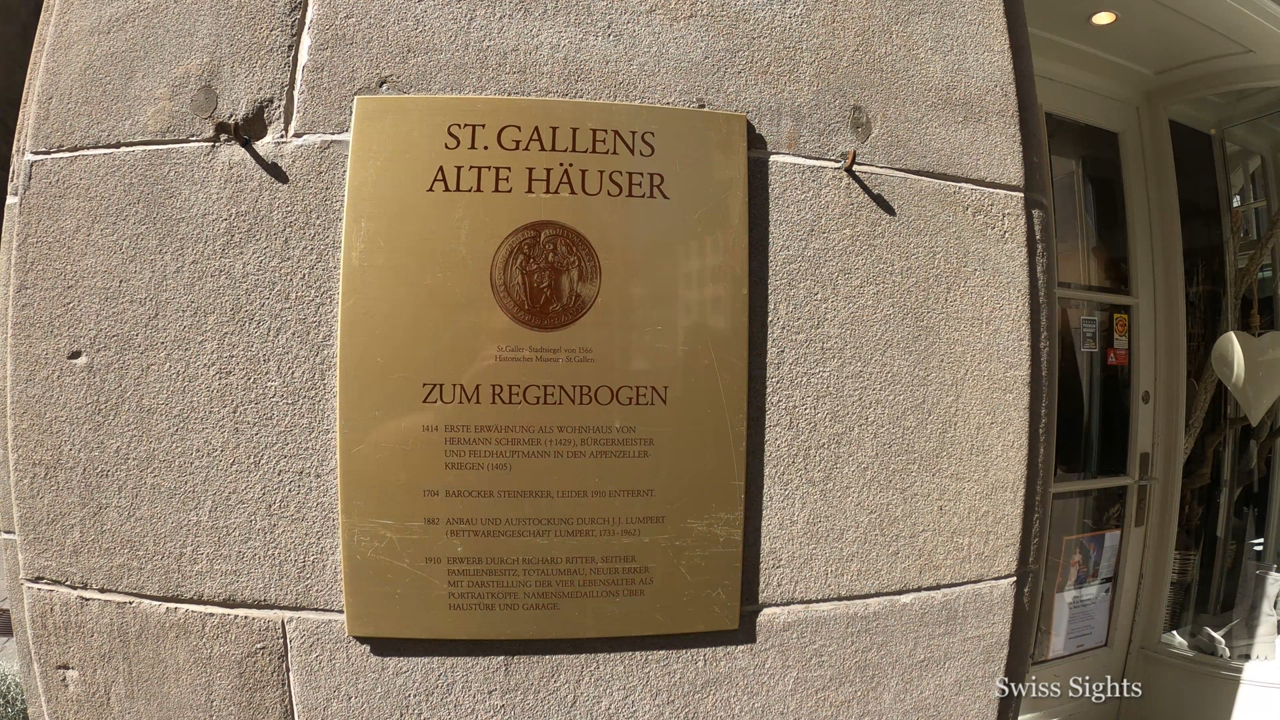 ST. GALLENS
ALTE HÄUSER
St.Galler-Stadtsiegel von 1566
Historisches Museum St.Gallen
ZUM REGENBOGEN
1414 ERSTE ERWÄHNUNG ALS WOHNHAUS VON
HERMANN SCHIRMER (†1429), BÜRGERMEISTER
UND FELDHAUPTMANN IN DEN APPENZELLER-
KRIEGEN (1405)
1704 BAROCKER STEINERKER, LEIDER 1910 ENTFERNT.
1882 ANBAU UND AUFSTOCKUNG DURCH J.J. LUMPERT
(BETTWARENGESCHÄFT LUMPERT, 1733-1962)
1910 ERWERB DURCH RICHARD RITTER, SEITHER
FAMILIENBESITZ, TOTALUMBAU, NEUER ERKER
MIT DARSTELLUNG DER VIER LEBENSALTER ALS
PORTRAITKÖPFE. NAMENSMEDAILLONS ÜBER
HAUSTÜRE UND GARAGE.
Swiss Sights